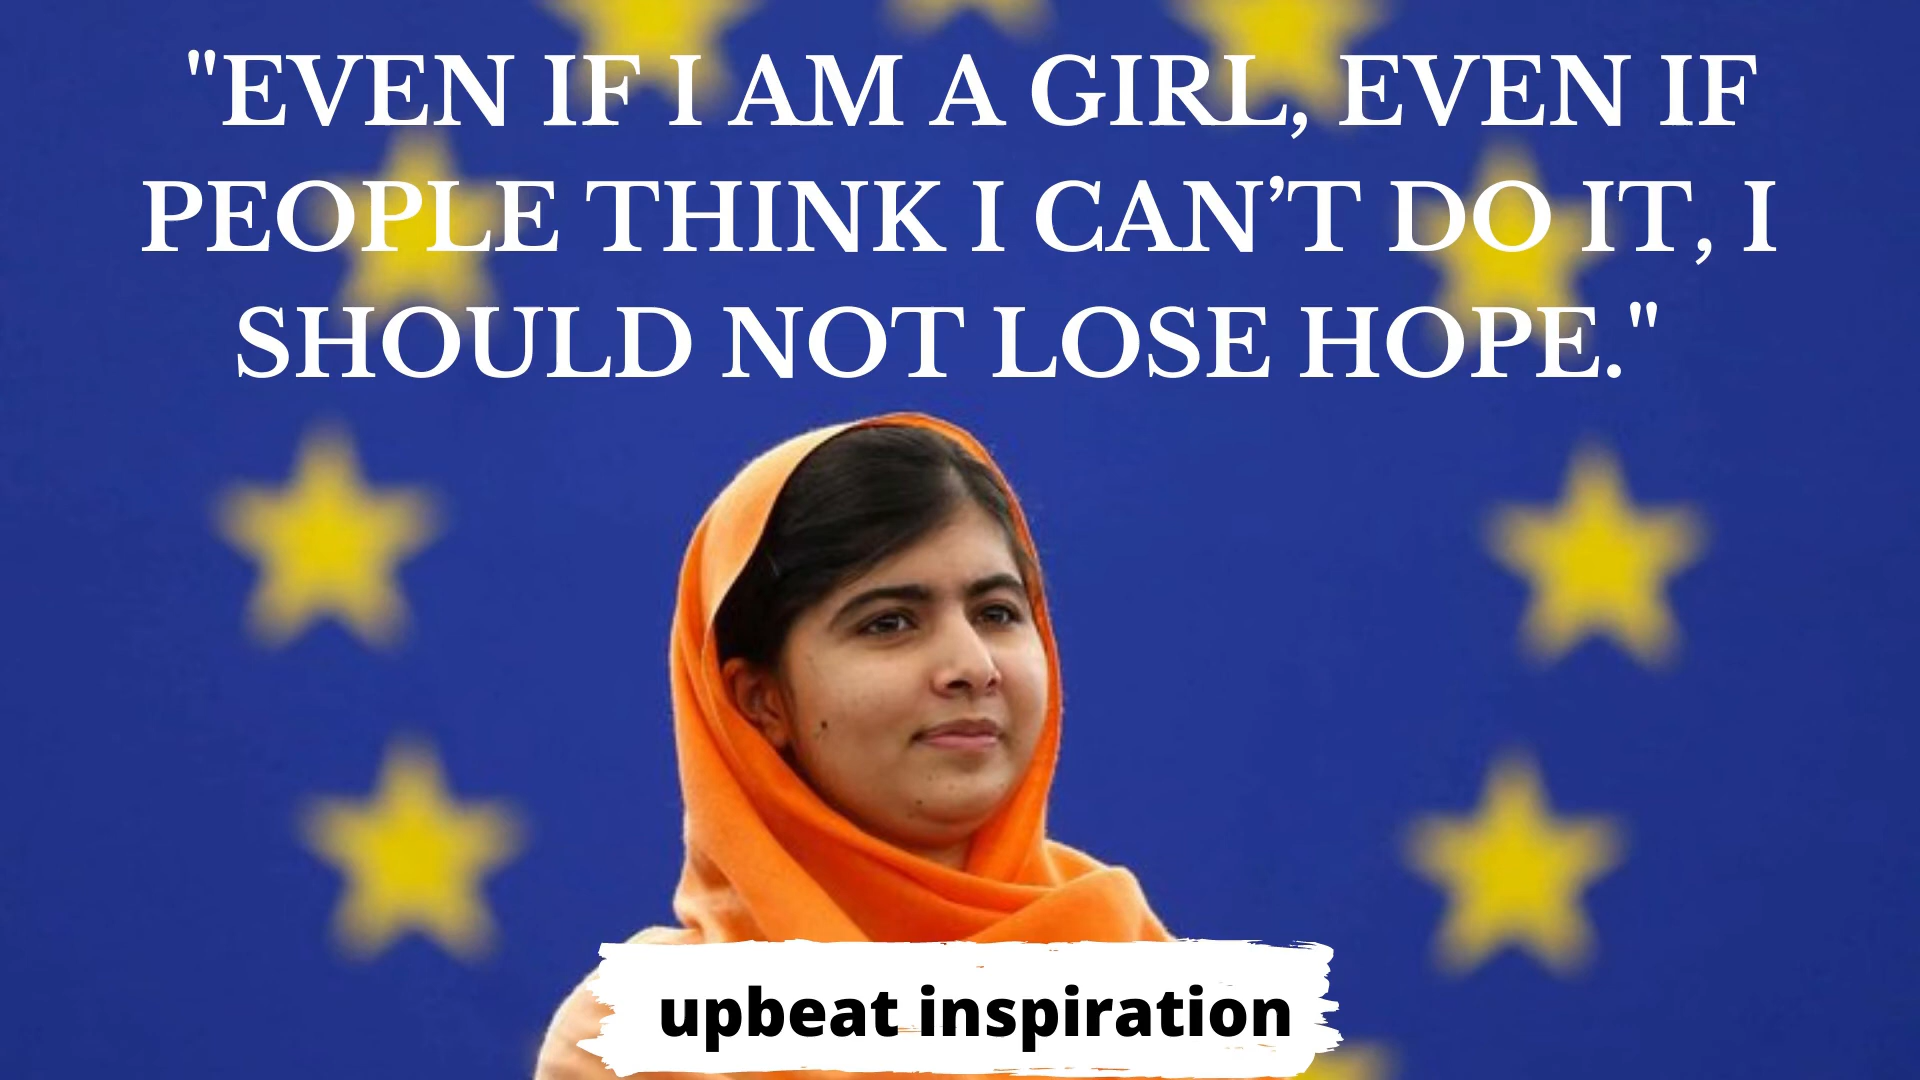 "EVEN IF I AM A GIRL, EVEN IF
PEOPLE THINK I CAN’T DO IT, I
SHOULD NOT LOSE HOPE."
upbeat inspiration